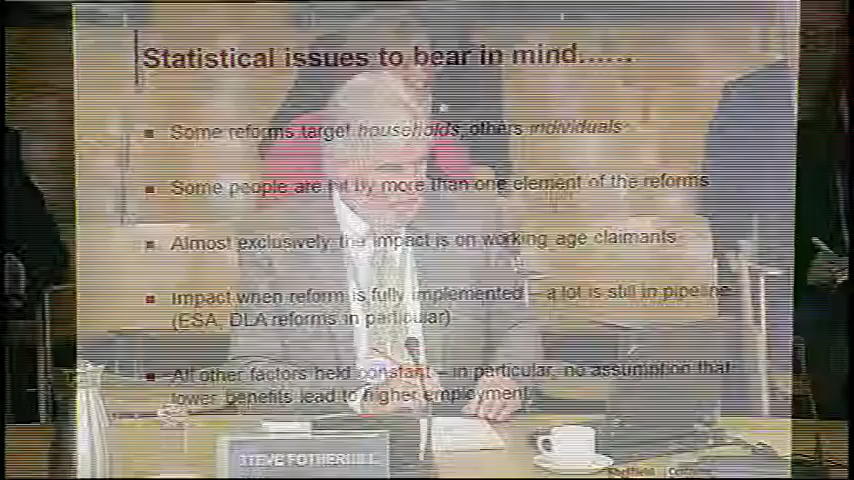 Statistical issues to bear in mind……
Some reforms target households, others individuals
Some people are hit by more than one element of the reforms
Almost exclusively the impact is on working age claimants
Impact when reform is fully implemented – a lot is still in pipeline
(ESA, DLA reforms in particular)
All other factors held constant – in particular, no assumption that
lower benefits lead to higher employment
Sheffield
STEVE FOTHERGILL